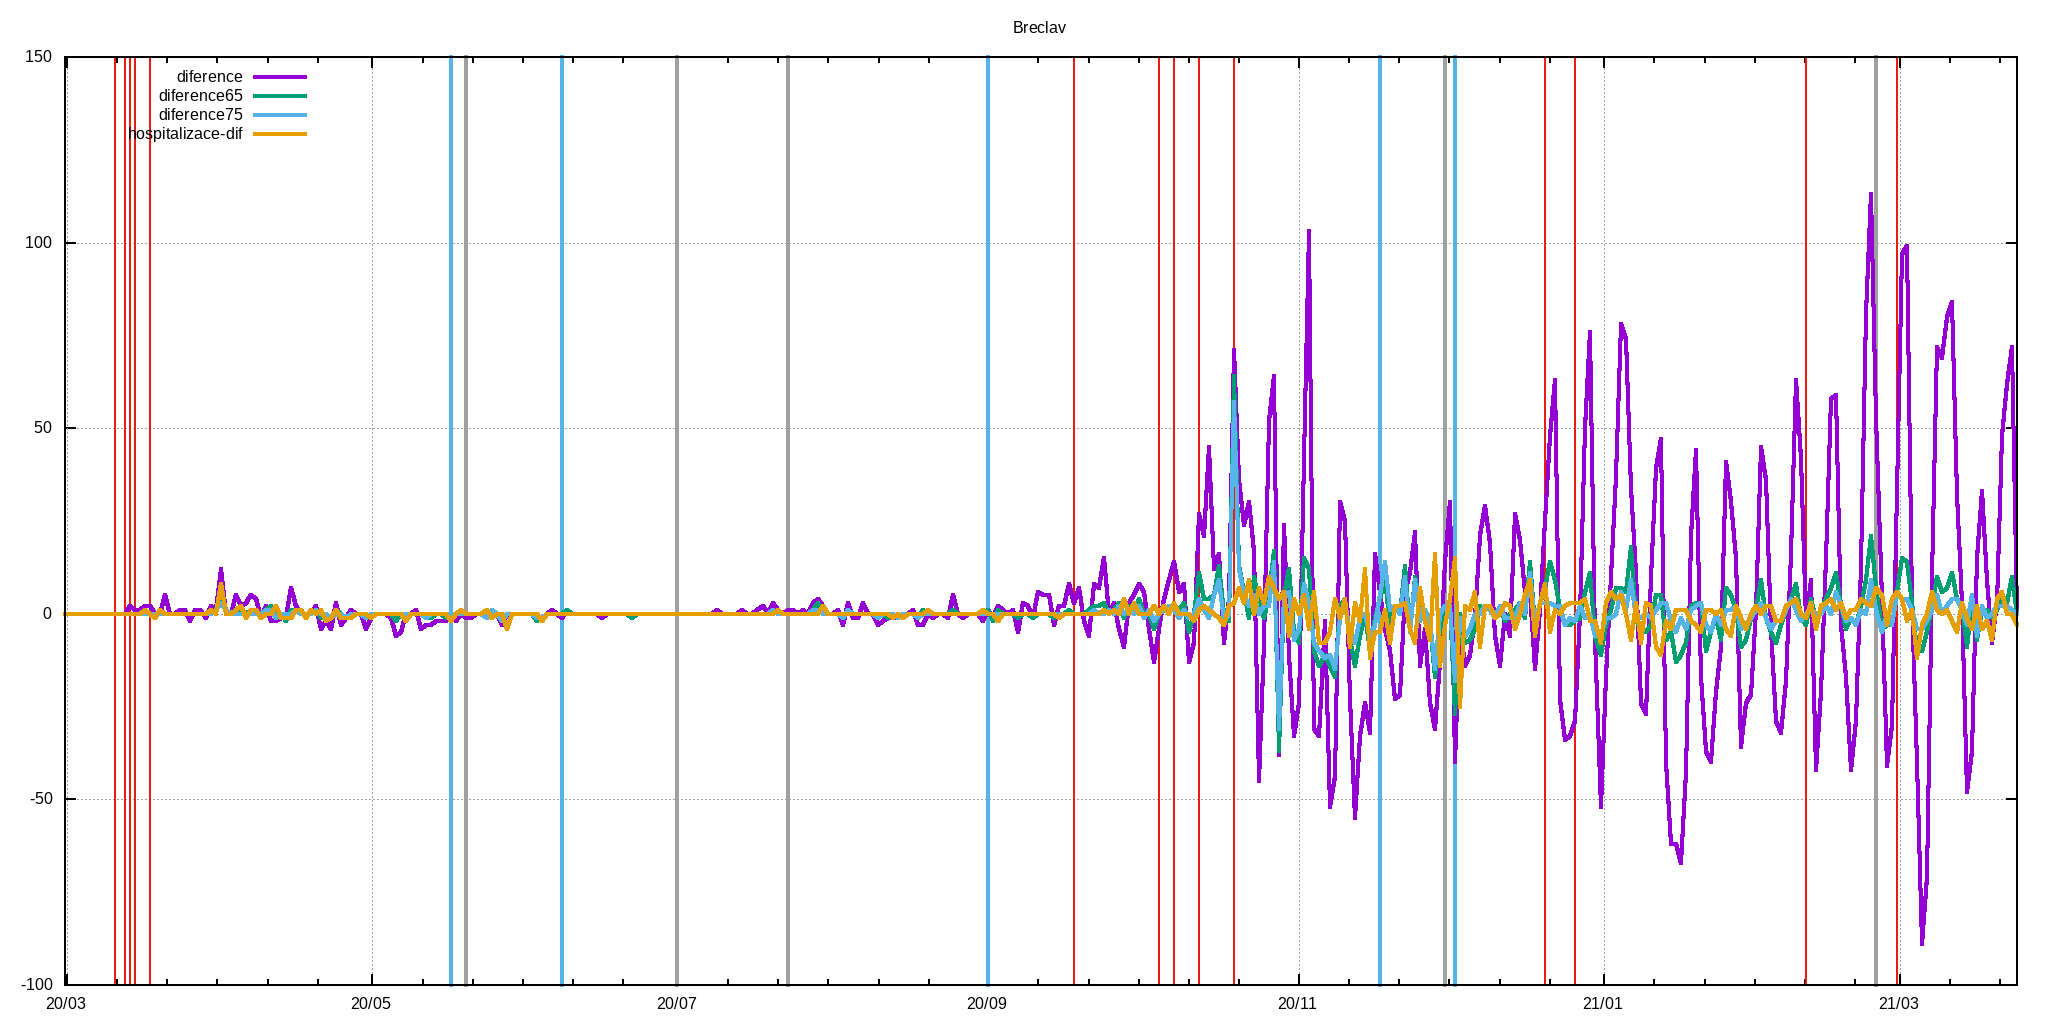 Breclav
150
diference
diference65
diference75
hospitalizace-dif
100
50
0
-50
-100
20/03 20/05 20/07 20/09 20/11 21/01 21/03